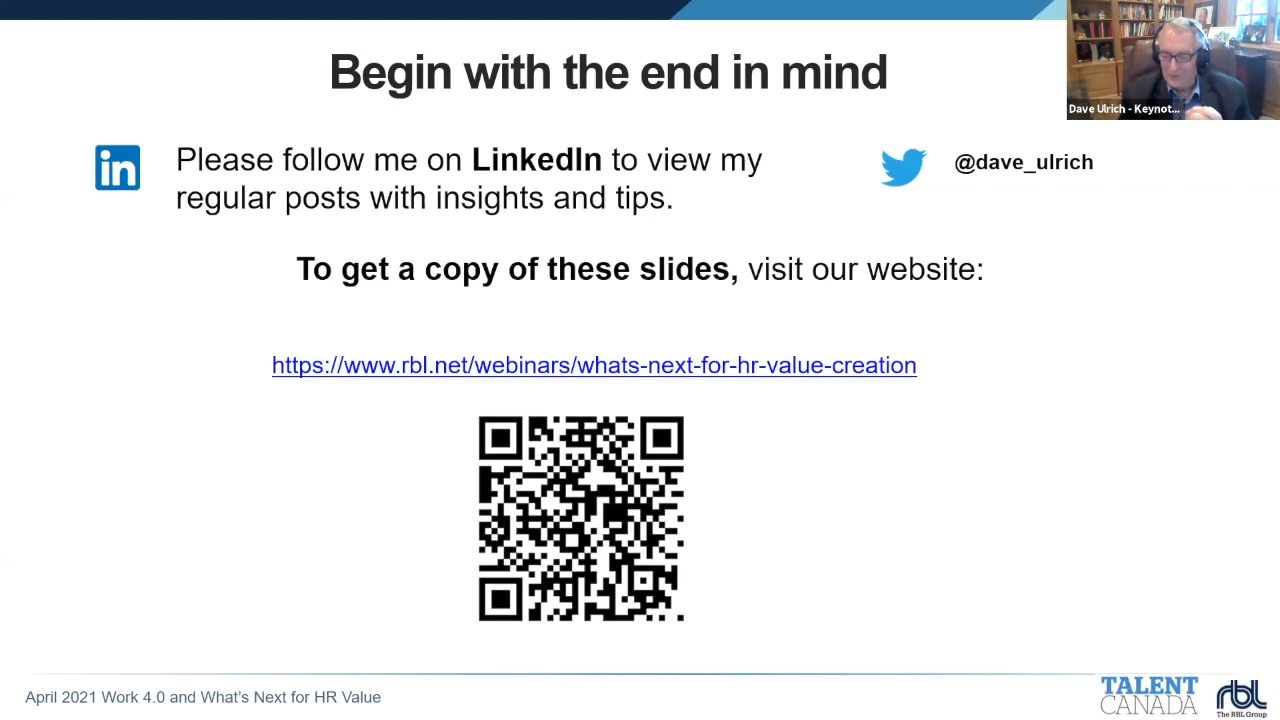 Begin with the end in mind
Dave Ulrich - Keynot...
in
Please follow me on LinkedIn to view my
regular posts with insights and tips.
@dave_ulrich
To get a copy of these slides, visit our website:
https://www.rbl.net/webinars/whats-next-for-hr-value-creation
April 2021 Work 4.0 and What's Next for HR Value
TALENT
CANADA
rbl
The RBL Group